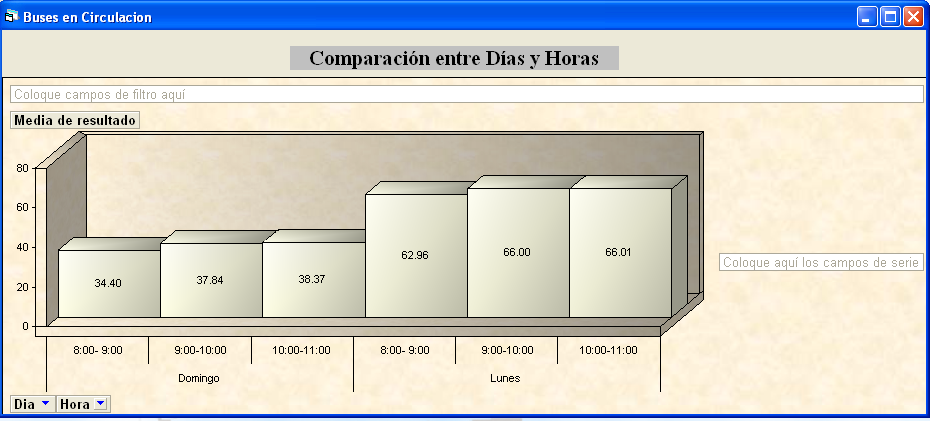 Buses en Circulacion
Comparación entre Días y Horas
Coloque campos de filtro aquí
Media de resultado
80
60
40
20
0
34.40
37.84
38.37
62.96
66.00
66.01
Coloque aquí los campos de serie
8:00- 9:00 9:00-10:00 10:00-11:00 8:00- 9:00 9:00-10:00 10:00-11:00
Domingo Lunes
Dia Hora